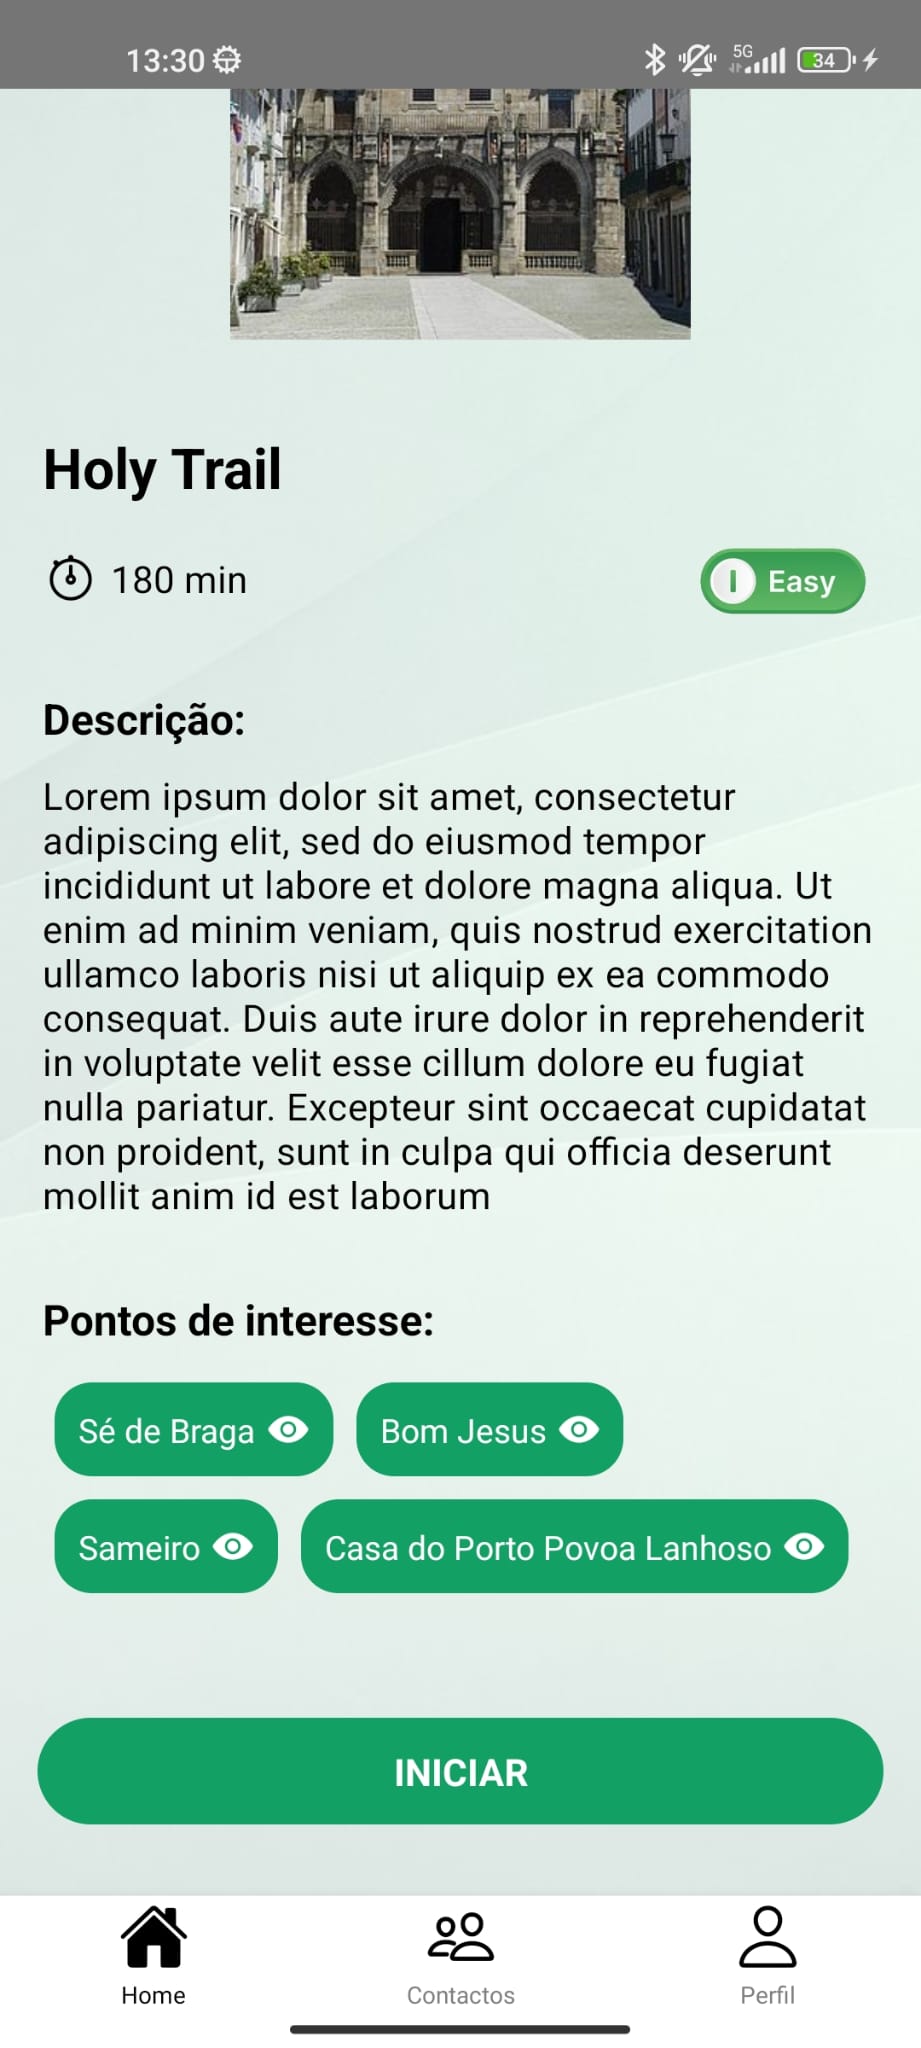 13:30
5G
34
Holy Trail
180 min
Easy
Descrição:
Lorem ipsum dolor sit amet, consectetur
adipiscing elit, sed do eiusmod tempor
incididunt ut labore et dolore magna aliqua. Ut
enim ad minim veniam, quis nostrud exercitation
ullamco laboris nisi ut aliquip ex ea commodo
consequat. Duis aute irure dolor in reprehenderit
in voluptate velit esse cillum dolore eu fugiat
nulla pariatur. Excepteur sint occaecat cupidatat
non proident, sunt in culpa qui officia deserunt
mollit anim id est laborum
Pontos de interesse:
Sé de Braga
Bom Jesus
Sameiro
Casa do Porto Povoa Lanhoso
INICIAR
Home
Contactos
Perfil